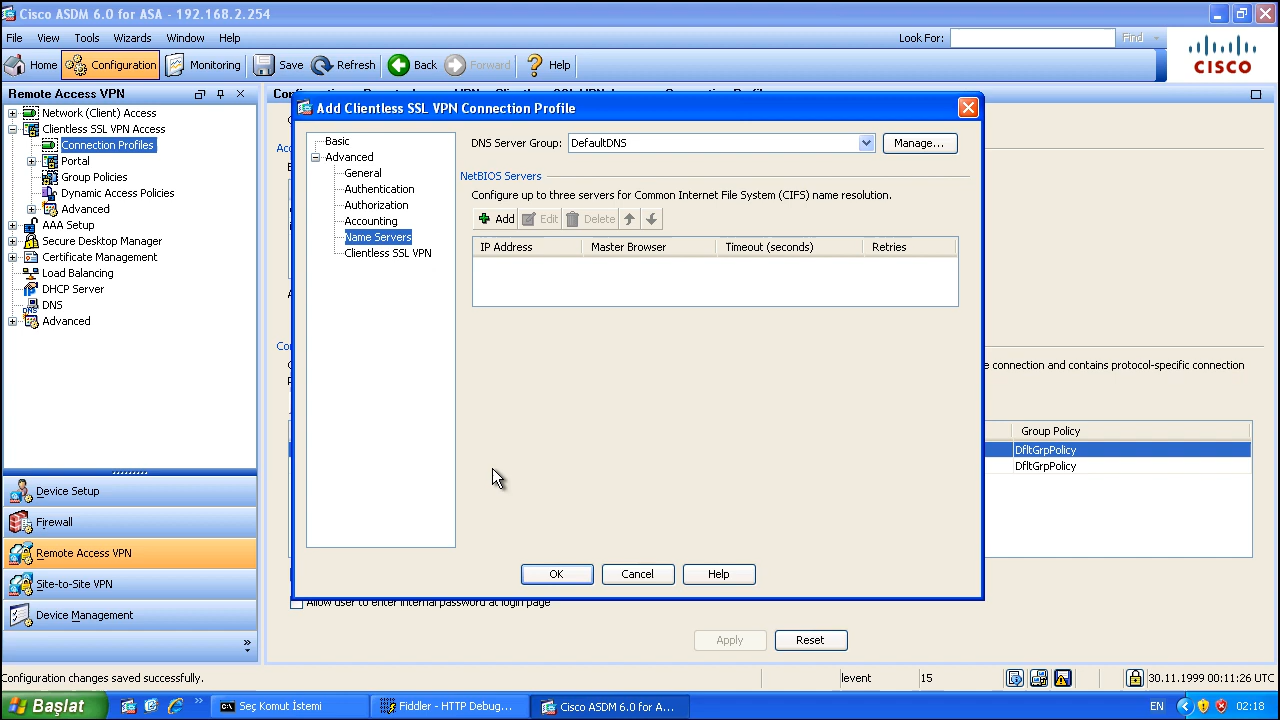 Cisco ASDM 6.0 for ASA - 192.168.2.254
File View Tools Wizards Window Help
Look For: Find
Home Configuration Monitoring Save Refresh Back Forward Help
CISCO
Remote Access VPN
Network (Client) Access
Clientless SSL VPN Access
Connection Profiles
Portal
Group Policies
Dynamic Access Policies
Advanced
AAA Setup
Secure Desktop Manager
Certificate Management
Load Balancing
DHCP Server
DNS
Advanced
Device Setup
Firewall
Remote Access VPN
Site-to-Site VPN
Device Management
Add Clientless SSL VPN Connection Profile
Basic
Advanced
General
Authentication
Authorization
Accounting
Name Servers
Clientless SSL VPN
DNS Server Group: DefaultDNS Manage...
NetBIOS Servers
Configure up to three servers for Common Internet File System (CIFS) name resolution.
Add Edit Delete
IP Address Master Browser Timeout (seconds) Retries
OK Cancel Help
e connection and contains protocol-specific connection
Group Policy
DfltGrpPolicy
DfltGrpPolicy
Allow user to enter internal password at login page
Apply Reset
Configuration changes saved successfully. levent 15 30.11.1999 00:11:26 UTC
Başlat Seç Komut İstemi Fiddler - HTTP Debug... Cisco ASDM 6.0 for A... EN 02:18